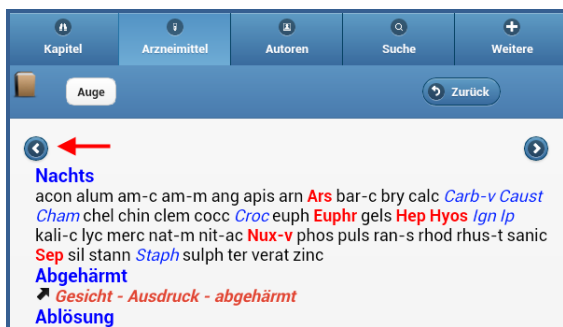 Kapitel Arzneimittel Autoren Suche Weitere
Auge Zurück
Nachts
acon alum am-c am-m ang apis arn Ars bar-c bry calc Carb-v Caust
Cham chel chin clem cocc Croc euph Euphr gels Hep Hyos Ign Ip
kali-c lyc merc nat-m nit-ac Nux-v phos puls ran-s rhod rhus-t sanic
Sep sil stann Staph sulph ter verat zinc
Abgehärmt
Gesicht - Ausdruck - abgehärmt
Ablösung